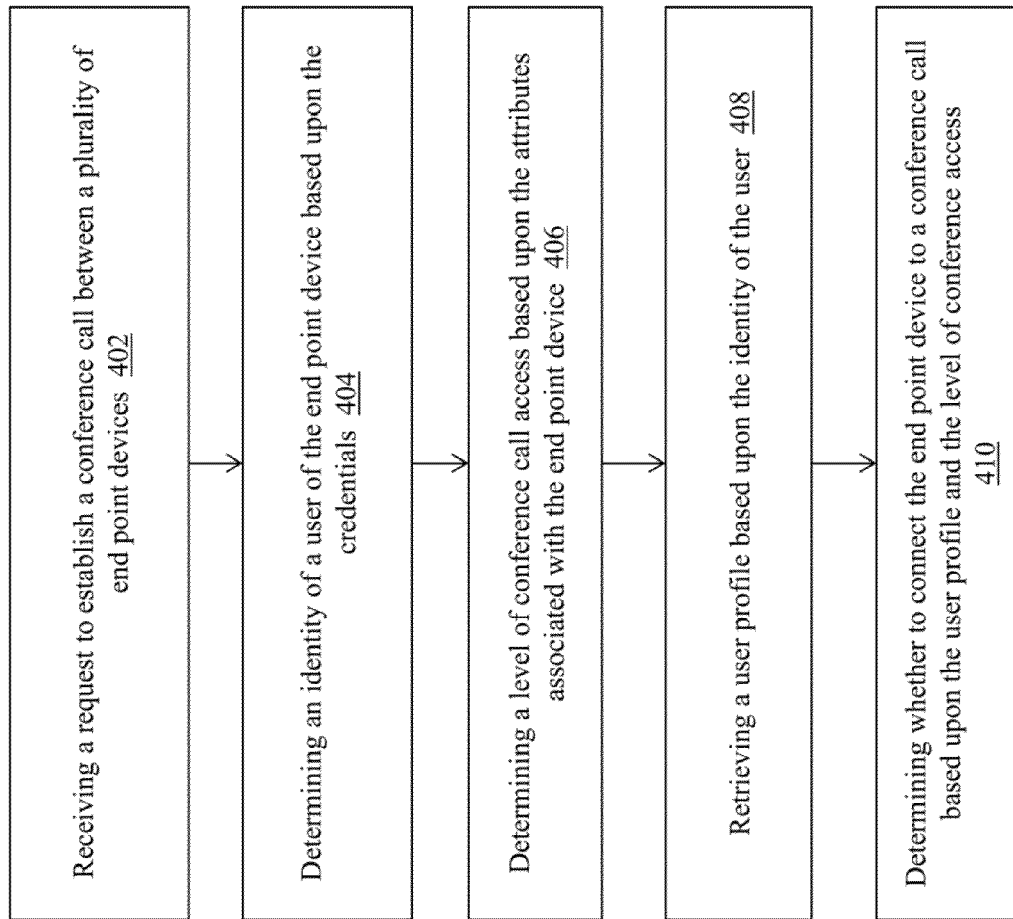 Receiving a request to establish a conference call between a plurality of
end point devices 402
Determining an identity of a user of the end point device based upon the
credentials 404
Determining a level of conference call access based upon the attributes
associated with the end point device 406
Retrieving a user profile based upon the identity of the user 408
Determining whether to connect the end point device to a conference call
based upon the user profile and the level of conference access
410